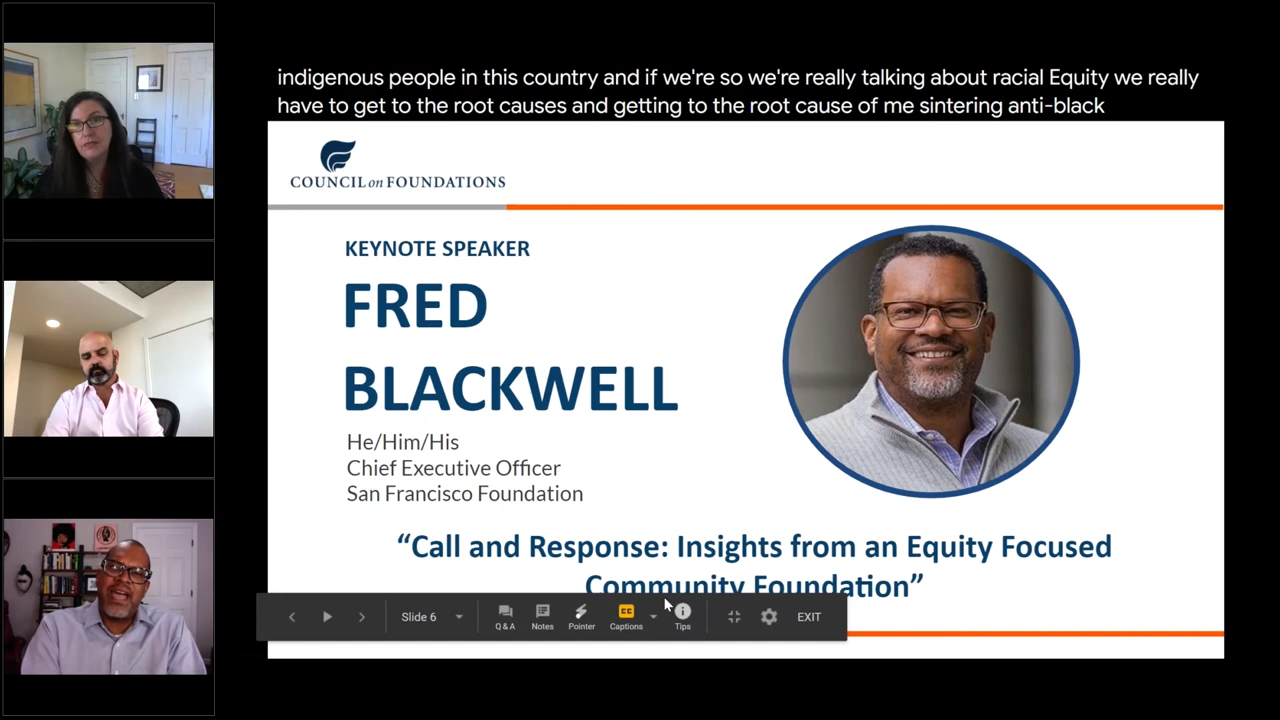 indigenous people in this country and if we're so we're really talking about racial Equity we really
have to get to the root causes and getting to the root cause of me sintering anti-black
COUNCIL on FOUNDATIONS
KEYNOTE SPEAKER
FRED
BLACKWELL
He/Him/His
Chief Executive Officer
San Francisco Foundation
“Call and Response: Insights from an Equity Focused
Community Foundation”
Slide 6
Q & A
Notes
Pointer
CC
Captions
Tips
EXIT